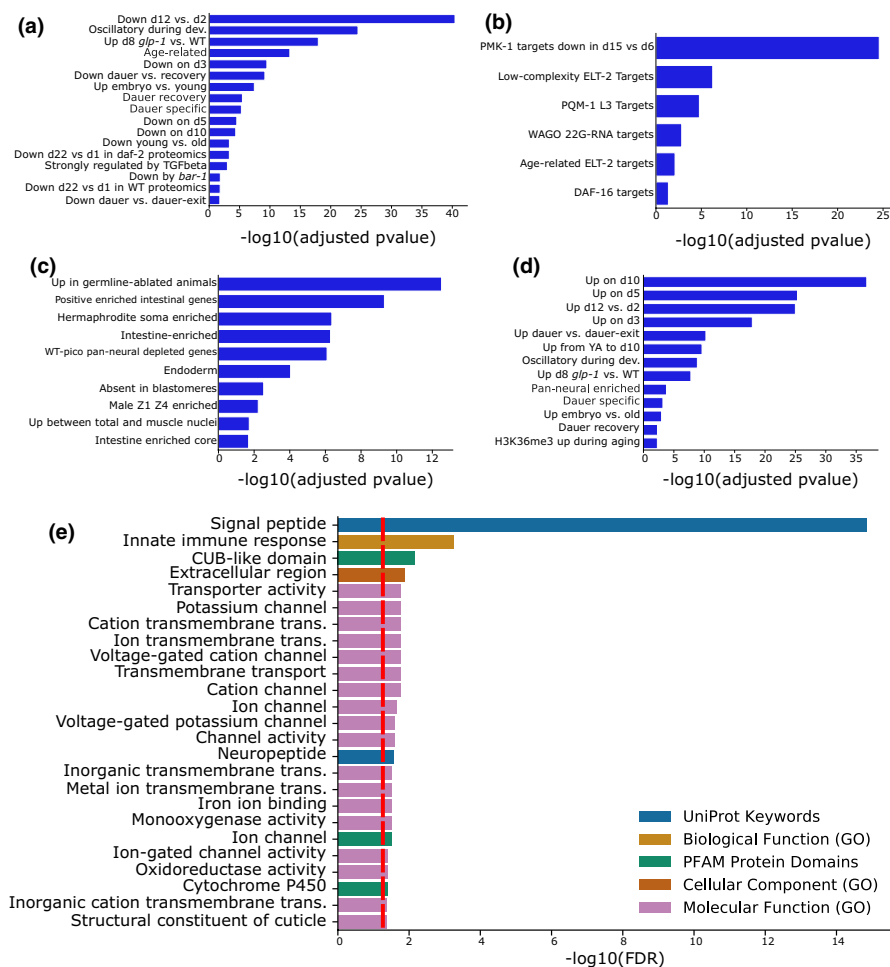 (a)
Down d12 vs. d2
Oscillatory during dev.
Up d8 glp-1 vs. WT
Age-related
Down on d3
Down dauer vs. recovery
Up embryo vs. young
Dauer recovery
Dauer specific
Down on d5
Down on d10
Down young vs. old
Down d22 vs d1 in daf-2 proteomics
Strongly regulated by TGFbeta
Down by bar-1
Down d22 vs d1 in WT proteomics
Down dauer vs. dauer-exit
0 5 10 15 20 25 30 35 40
-log10(adjusted pvalue)
(b)
PMK-1 targets down in d15 vs d6
Low-complexity ELT-2 Targets
PQM-1 L3 Targets
WAGO 22G-RNA targets
Age-related ELT-2 targets
DAF-16 targets
0 5 10 15 20 25
-log10(adjusted pvalue)
(c)
Up in germline-ablated animals
Positive enriched intestinal genes
Hermaphrodite soma enriched
Intestine-enriched
WT-pico pan-neural depleted genes
Endoderm
Absent in blastomeres
Male Z1 Z4 enriched
Up between total and muscle nuclei
Intestine enriched core
0 2 4 6 8 10 12
-log10(adjusted pvalue)
(d)
Up on d10
Up on d5
Up d12 vs. d2
Up on d3
Up dauer vs. dauer-exit
Up from YA to d10
Oscillatory during dev.
Up d8 glp-1 vs. WT
Pan-neural enriched
Dauer specific
Up embryo vs. old
Dauer recovery
H3K36me3 up during aging
0 5 10 15 20 25 30 35
-log10(adjusted pvalue)
(e)
Signal peptide
Innate immune response
CUB-like domain
Extracellular region
Transporter activity
Potassium channel
Cation transmembrane trans.
Ion transmembrane trans.
Voltage-gated cation channel
Transmembrane transport
Cation channel
Ion channel
Voltage-gated potassium channel
Channel activity
Neuropeptide
Inorganic transmembrane trans.
Metal ion transmembrane trans.
Iron ion binding
Monooxygenase activity
Ion channel
Ion-gated channel activity
Oxidoreductase activity
Cytochrome P450
Inorganic cation transmembrane trans.
Structural constituent of cuticle
UniProt Keywords
Biological Function (GO)
PFAM Protein Domains
Cellular Component (GO)
Molecular Function (GO)
0 2 4 6 8 10 12 14
-log10(FDR)